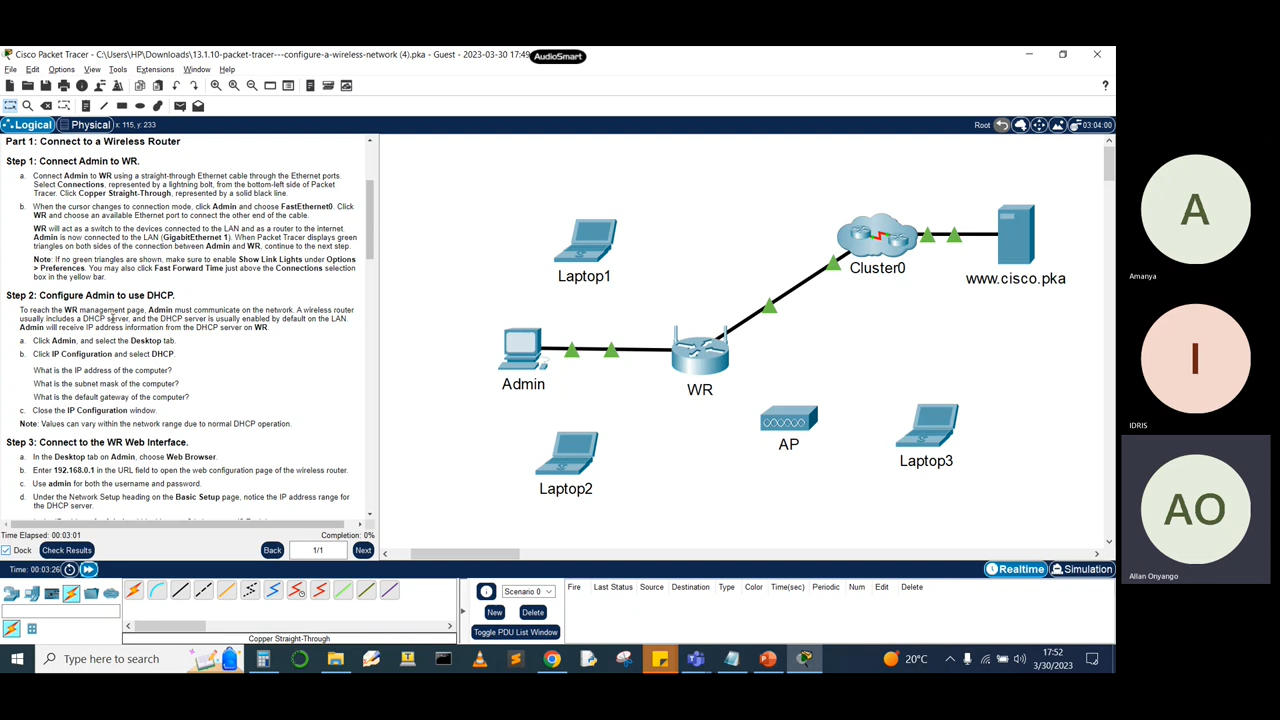 Cisco Packet Tracer - C:\Users\HP\Downloads\13.1.10-packet-tracer---configure-a-wireless-network (4).pka - Guest - 2023-03-30 17:49
AudioSmart
File Edit Options View Tools Extensions Window Help
?
Logical Physical x: 115, y: 233 Root 03:04:00
Part 1: Connect to a Wireless Router
Step 1: Connect Admin to WR.
a. Connect Admin to WR using a straight-through Ethernet cable through the Ethernet ports.
Select Connections, represented by a lightning bolt, from the bottom-left side of Packet
Tracer. Click Copper Straight-Through, represented by a solid black line.
b. When the cursor changes to connection mode, click Admin and choose FastEthernet0. Click
WR and choose an available Ethernet port to connect the other end of the cable.
WR will act as a switch to the devices connected to the LAN and as a router to the internet.
Admin is now connected to the LAN (GigabitEthernet 1). When Packet Tracer displays green
triangles on both sides of the connection between Admin and WR, continue to the next step.
Note: If no green triangles are shown, make sure to enable Show Link Lights under Options
> Preferences. You may also click Fast Forward Time just above the Connections selection
box in the yellow bar.
Step 2: Configure Admin to use DHCP.
To reach the WR management page, Admin must communicate on the network. A wireless router
usually includes a DHCP server, and the DHCP server is usually enabled by default on the LAN.
Admin will receive IP address information from the DHCP server on WR.
a. Click Admin, and select the Desktop tab.
b. Click IP Configuration and select DHCP.
What is the IP address of the computer?
What is the subnet mask of the computer?
What is the default gateway of the computer?
c. Close the IP Configuration window.
Note: Values can vary within the network range due to normal DHCP operation.
Step 3: Connect to the WR Web Interface.
a. In the Desktop tab on Admin, choose Web Browser.
b. Enter 192.168.0.1 in the URL field to open the web configuration page of the wireless router.
c. Use admin for both the username and password.
d. Under the Network Setup heading on the Basic Setup page, notice the IP address range for
the DHCP server.
Time Elapsed: 00:03:01 Completion: 0%
Dock Check Results Back 1/1 Next
Laptop1
Cluster0
www.cisco.pka
Admin
WR
AP
Laptop3
Laptop2
Time: 00:03:26 Realtime Simulation
Copper Straight-Through
Scenario 0
New Delete
Toggle PDU List Window
Fire Last Status Source Destination Type Color Time(sec) Periodic Num Edit Delete
Type here to search
20°C
17:52
3/30/2023
A
Amanya
I
IDRIS
AO
Allan Onyango